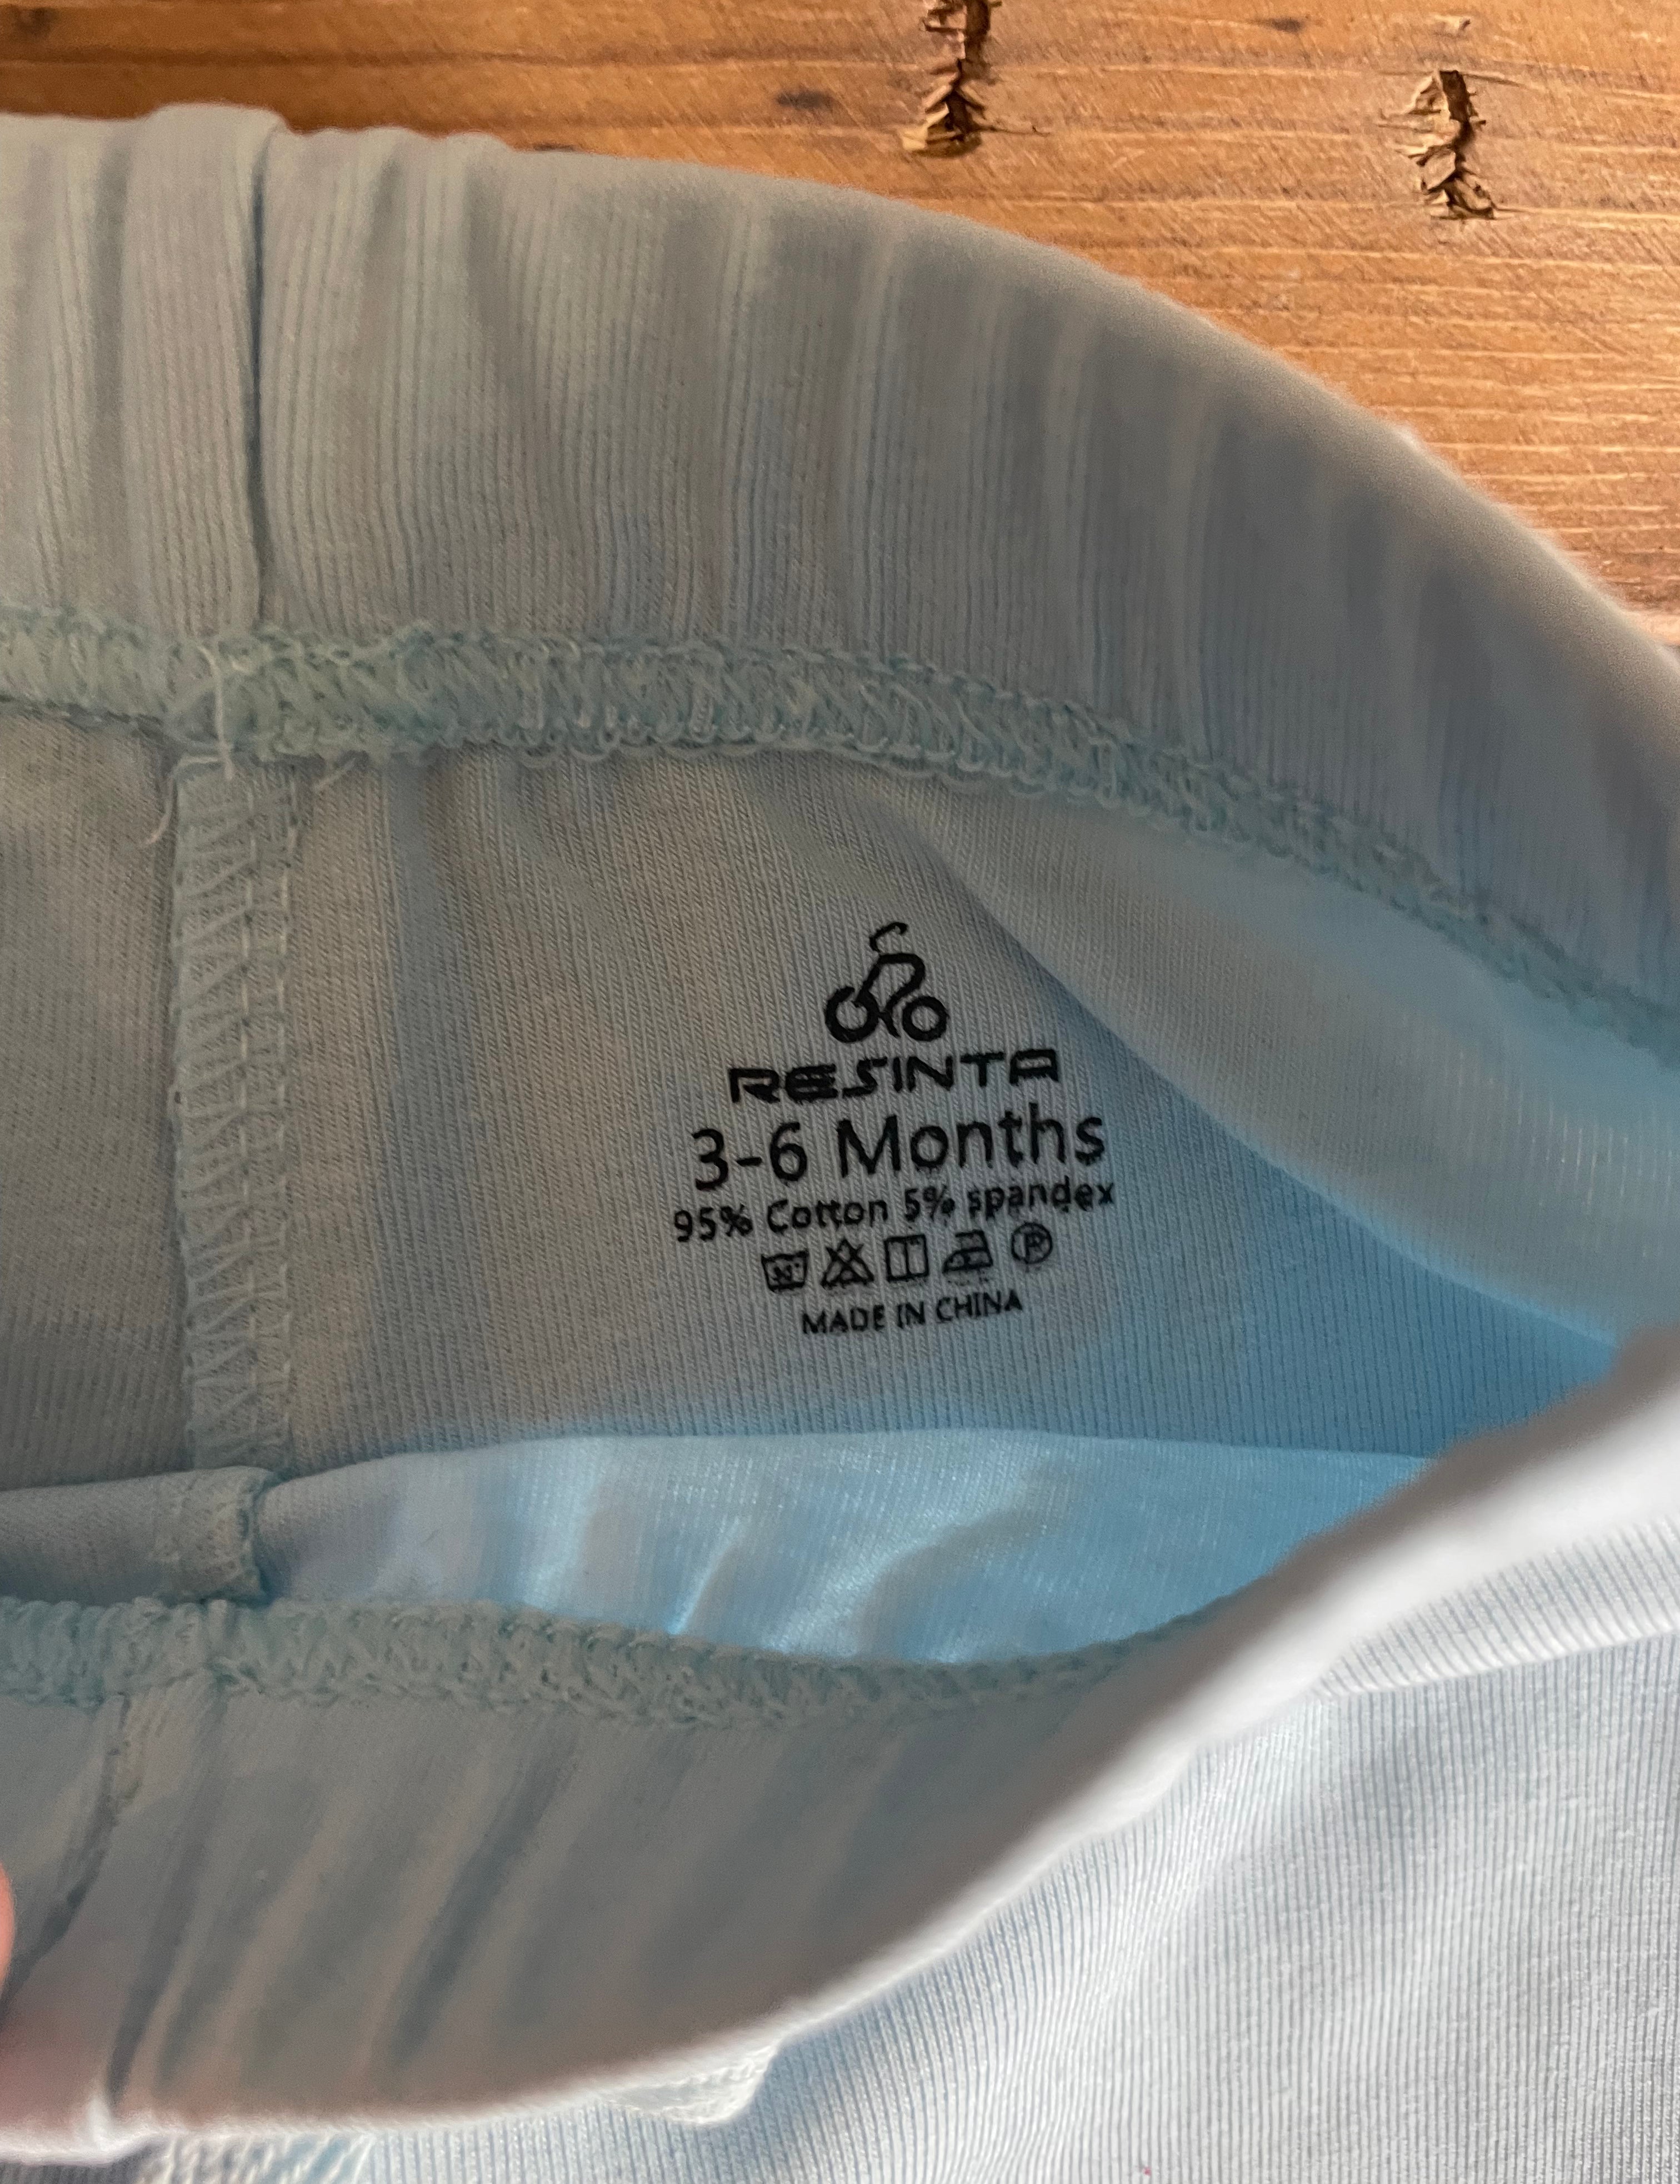 RESINTA
3-6 Months
95% Cotton 5% spandex
P
MADE IN CHINA